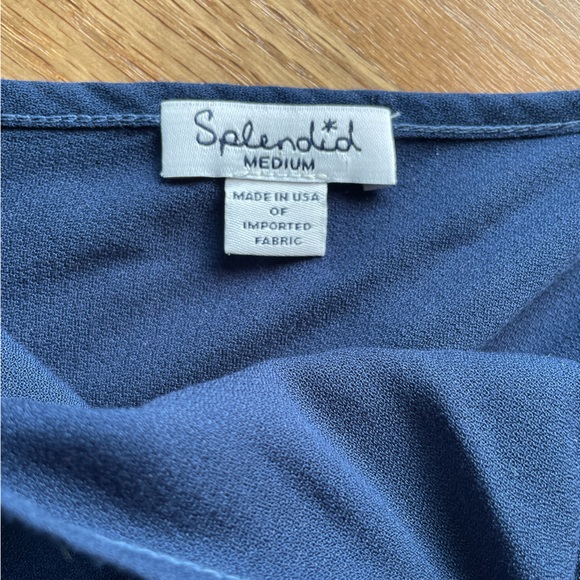 Splendid
MEDIUM
MADE IN USA
OF
IMPORTED
FABRIC